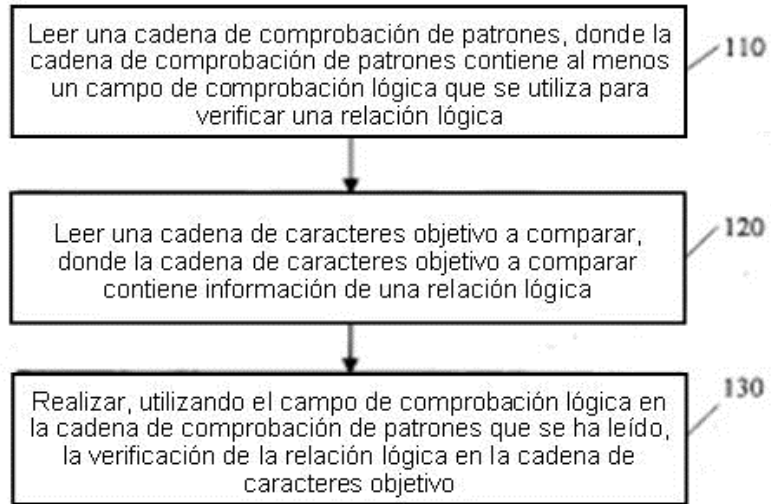 Leer una cadena de comprobación de patrones, donde la
cadena de comprobación de patrones contiene al menos
un campo de comprobación lógica que se utiliza para
verificar una relación lógica
110
Leer una cadena de caracteres objetivo a comparar,
donde la cadena de caracteres objetivo a comparar
contiene información de una relación lógica
120
Realizar, utilizando el campo de comprobación lógica en
la cadena de comprobación de patrones que se ha leído,
la verificación de la relación lógica en la cadena de
caracteres objetivo
130